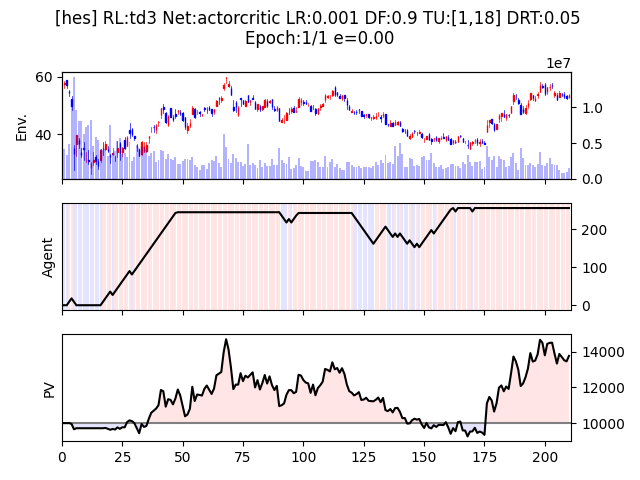 [hes] RL:td3 Net:actorcritic LR:0.001 DF:0.9 TU:[1,18] DRT:0.05
Epoch:1/1 e=0.00
1e7
60
40
Env.
1.0
0.5
0.0
Agent
200
100
0
PV
14000
12000
10000
0 25 50 75 100 125 150 175 200